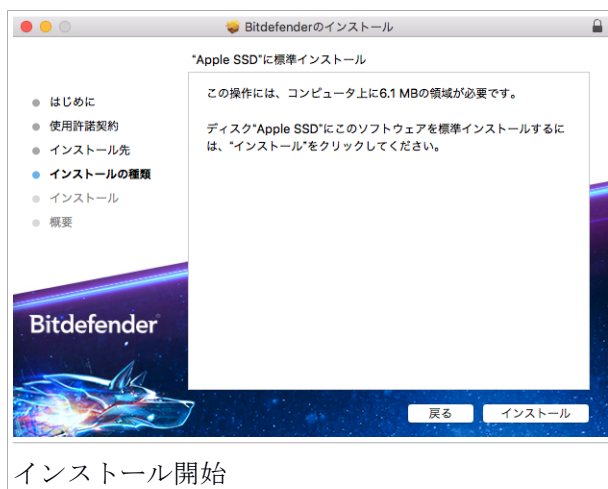 Bitdefenderのインストール
"Apple SSD"に標準インストール
はじめに
使用許諾契約
インストール先
インストールの種類
インストール
概要
この操作には、コンピュータ上に6.1 MBの領域が必要です。
ディスク"Apple SSD"にこのソフトウェアを標準インストールするに
は、"インストール"をクリックしてください。
Bitdefender
戻る
インストール
インストール開始